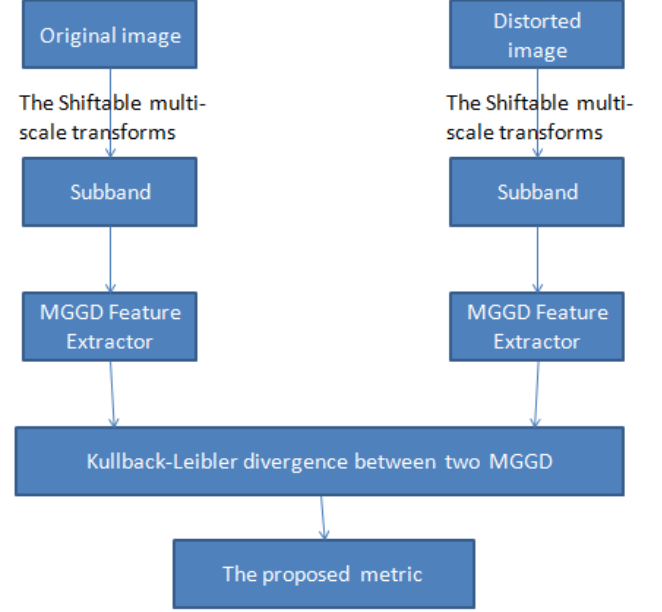 Original image
Distorted
image
The Shiftable multi-
scale transforms
The Shiftable multi-
scale transforms
Subband
Subband
MGGD Feature
Extractor
MGGD Feature
Extractor
Kullback-Leibler divergence between two MGGD
The proposed metric